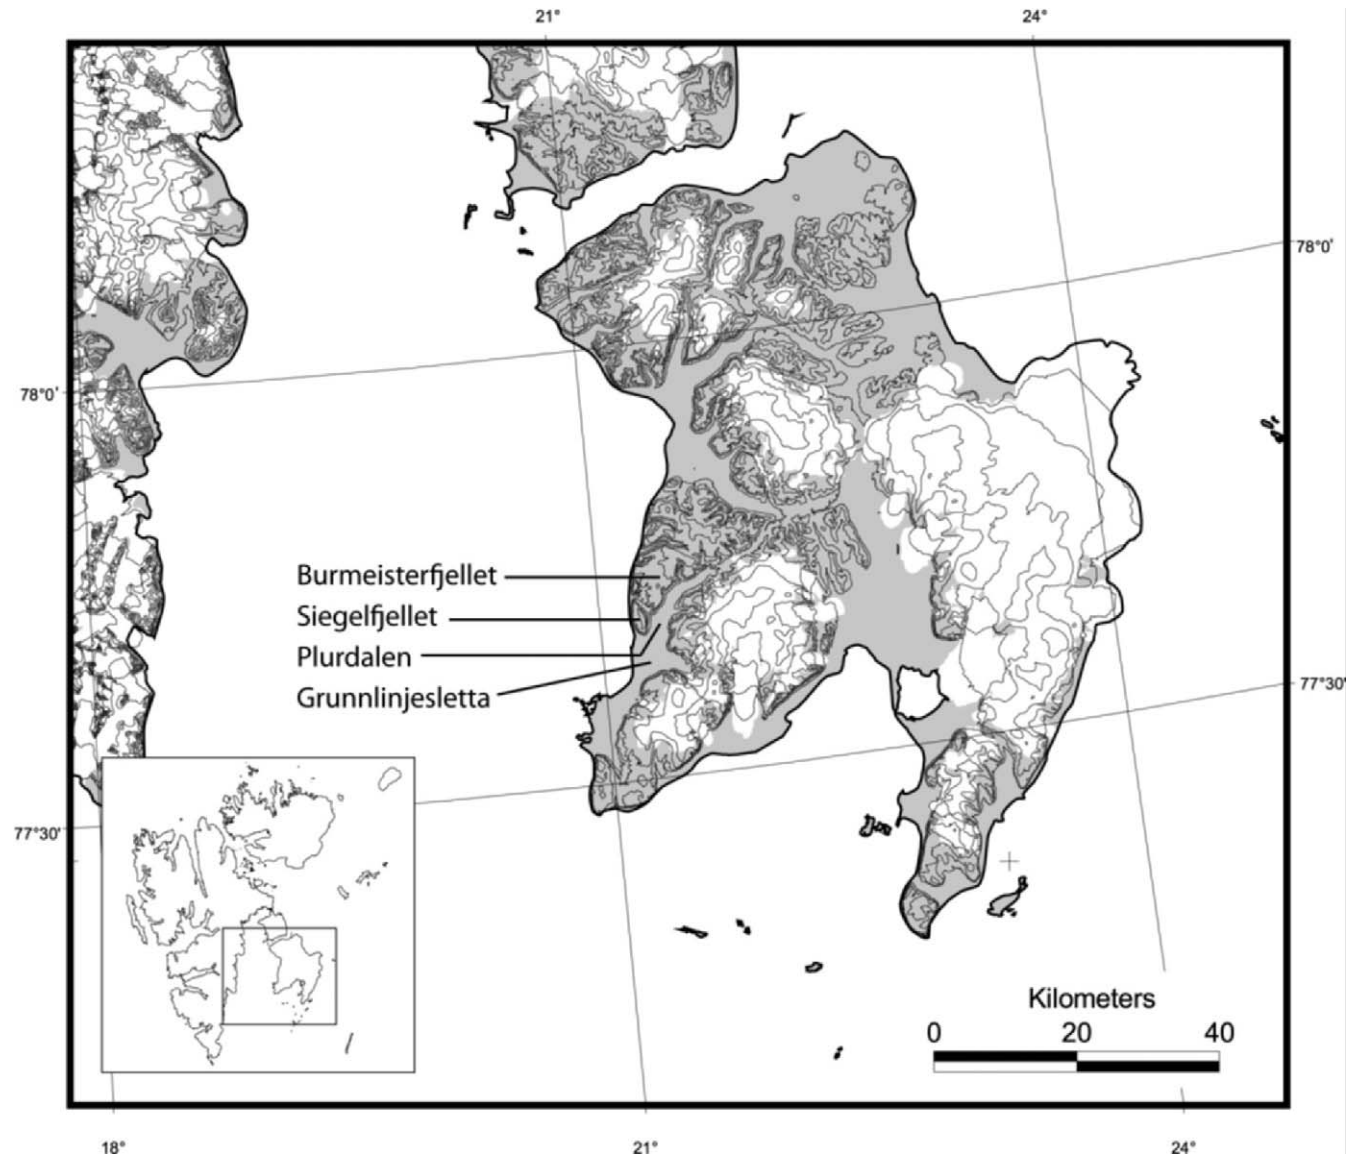 21° 24°
78°0'
78°0'
Burmeisterfjellet
Siegelfjellet
Plurdalen
Grunnlinjesletta
77°30'
77°30'
Kilometers
0 20 40
18° 21° 24°